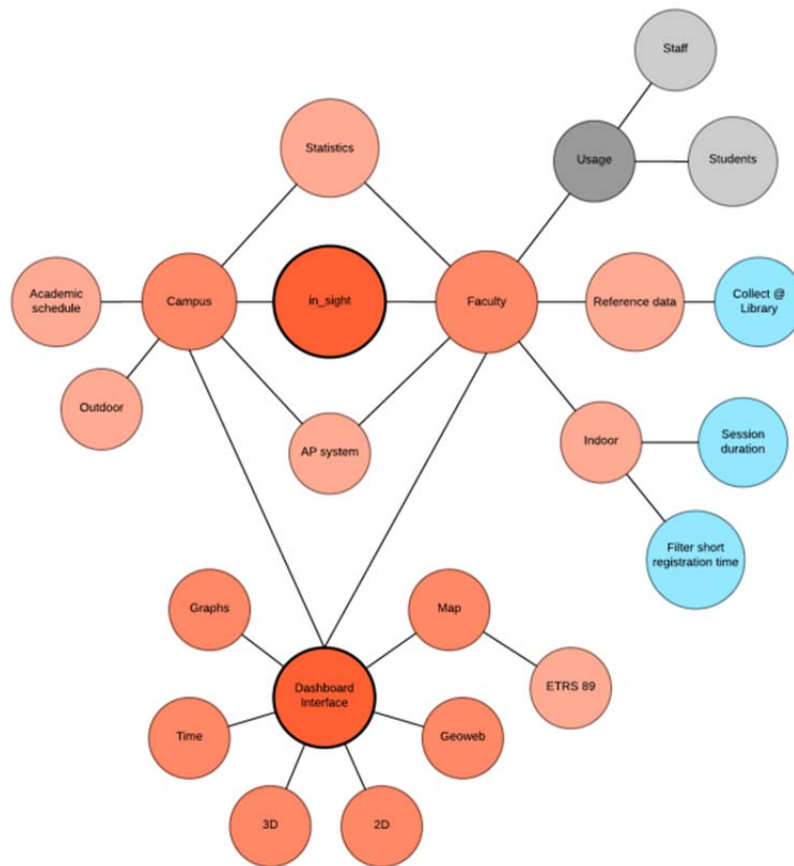 Staff
Statistics
Usage
Students
Academic
schedule
Campus
in_sight
Faculty
Reference data
Collect @
Library
Outdoor
AP system
Indoor
Session
duration
Filter short
registration time
Graphs
Map
Dashboard
Interface
ETRS 89
Time
Geoweb
3D
2D